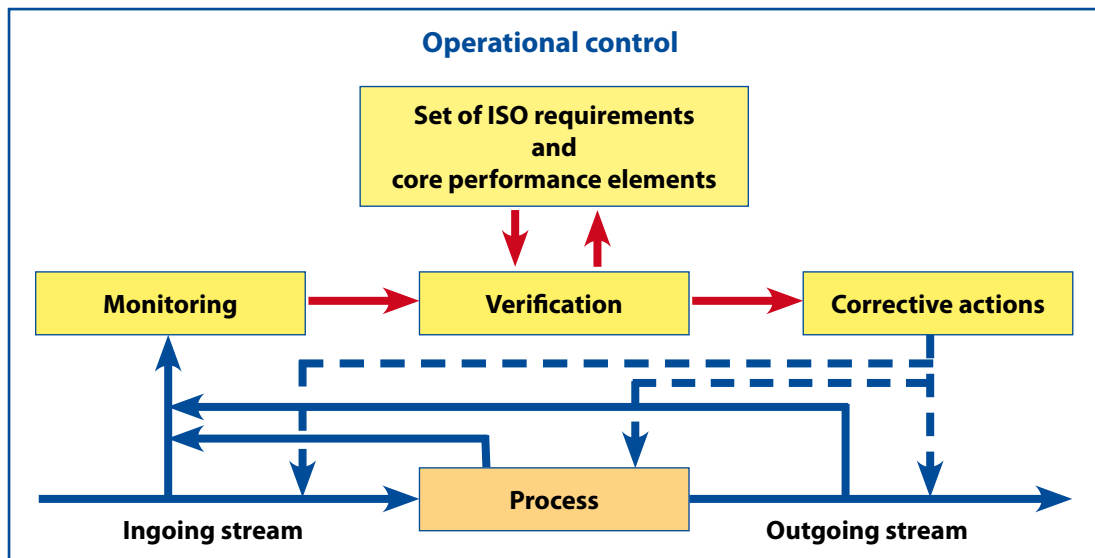 Operational control
Set of ISO requirements
and
core performance elements
Monitoring
Verification
Corrective actions
Process
Ingoing stream
Outgoing stream